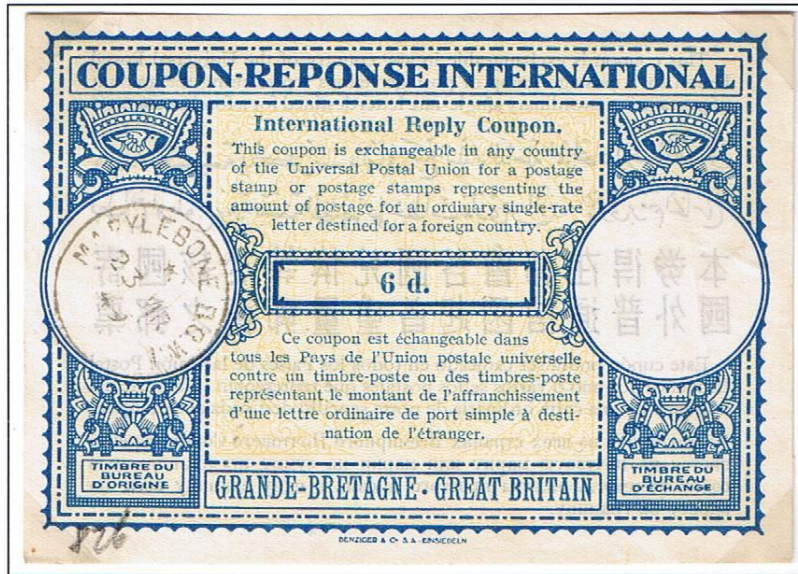 COUPON-REPONSE INTERNATIONAL
International Reply Coupon.
This coupon is exchangeable in any country
of the Universal Postal Union for a postage
stamp or postage stamps representing the
amount of postage for an ordinary single-rate
letter destined for a foreign country.
MARYLEBONE
23
6 d.
Ce coupon est échangeable dans
tous les Pays de l'Union postale universelle
contre un timbre-poste ou des timbres-poste
représentant le montant de l'affranchissement
d'une lettre ordinaire de port simple à desti-
nation de l'étranger.
TIMBRE DU
BUREAU
D'ORIGINE
TIMBRE DU
BUREAU
D'ÉCHANGE
GRANDE-BRETAGNE · GREAT BRITAIN
BENZIGER & Co S.A. EINSIEDELN